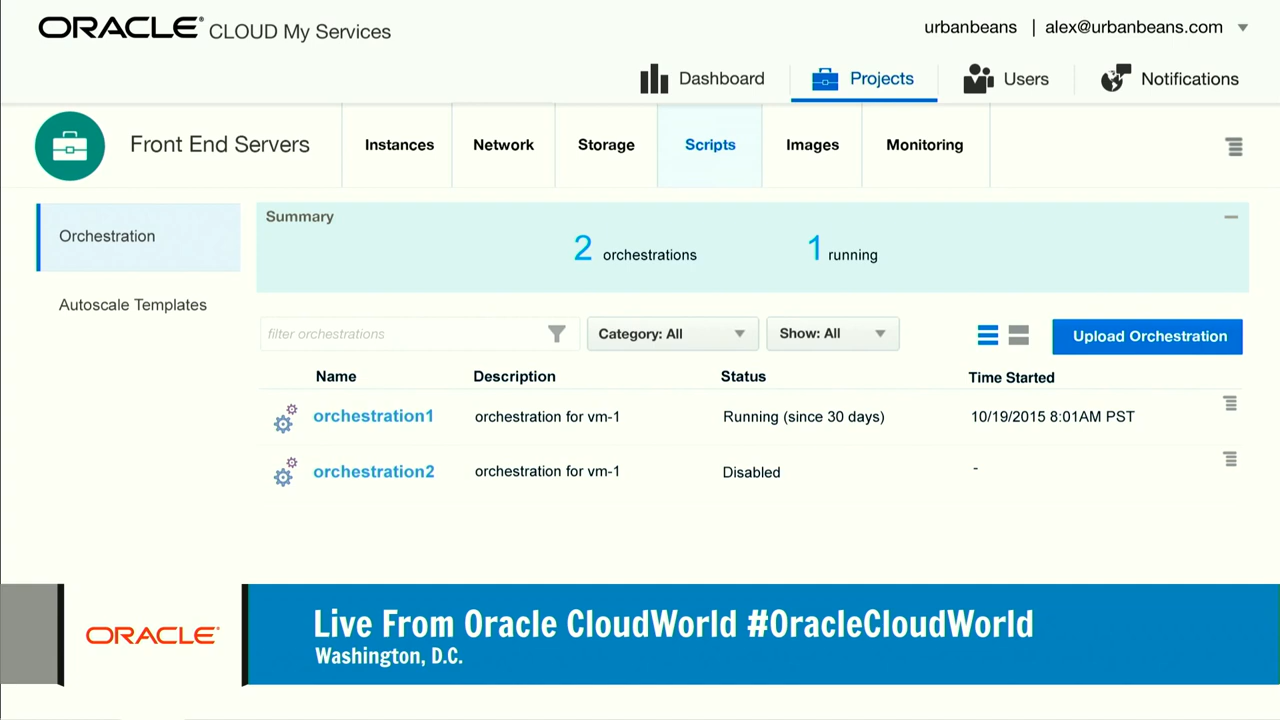 ORACLE® CLOUD My Services
urbanbeans | alex@urbanbeans.com
Dashboard Projects Users Notifications
Front End Servers Instances Network Storage Scripts Images Monitoring
Orchestration
Autoscale Templates
Summary
2 orchestrations 1 running
filter orchestrations Category: All Show: All Upload Orchestration
Name Description Status Time Started
orchestration1 orchestration for vm-1 Running (since 30 days) 10/19/2015 8:01AM PST
orchestration2 orchestration for vm-1 Disabled -
ORACLE®
Live From Oracle CloudWorld #OracleCloudWorld
Washington, D.C.